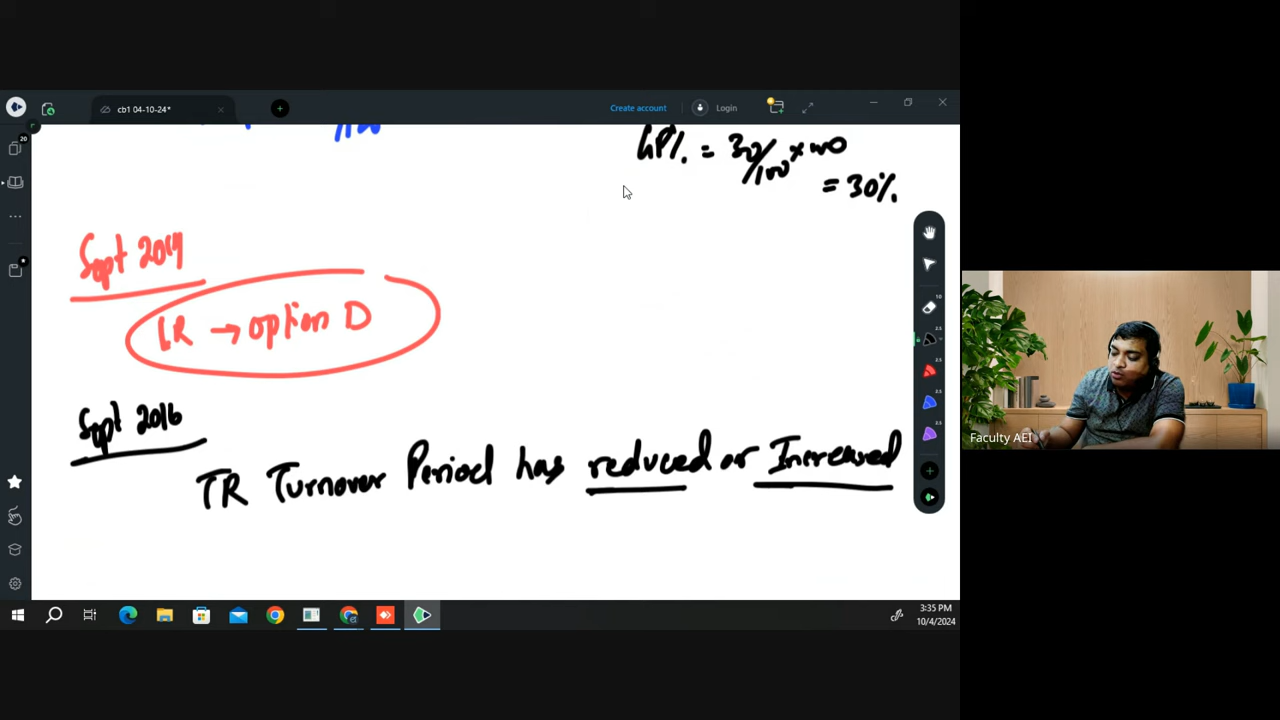 cb1 04-10-24*
Create account
Login
GP% = 30/100 × 100
= 30%
Sept 2019
LR → option D
Sept 2016
TR Turnover Period has reduced or Increased
Faculty AEI
3:35 PM
10/4/2024